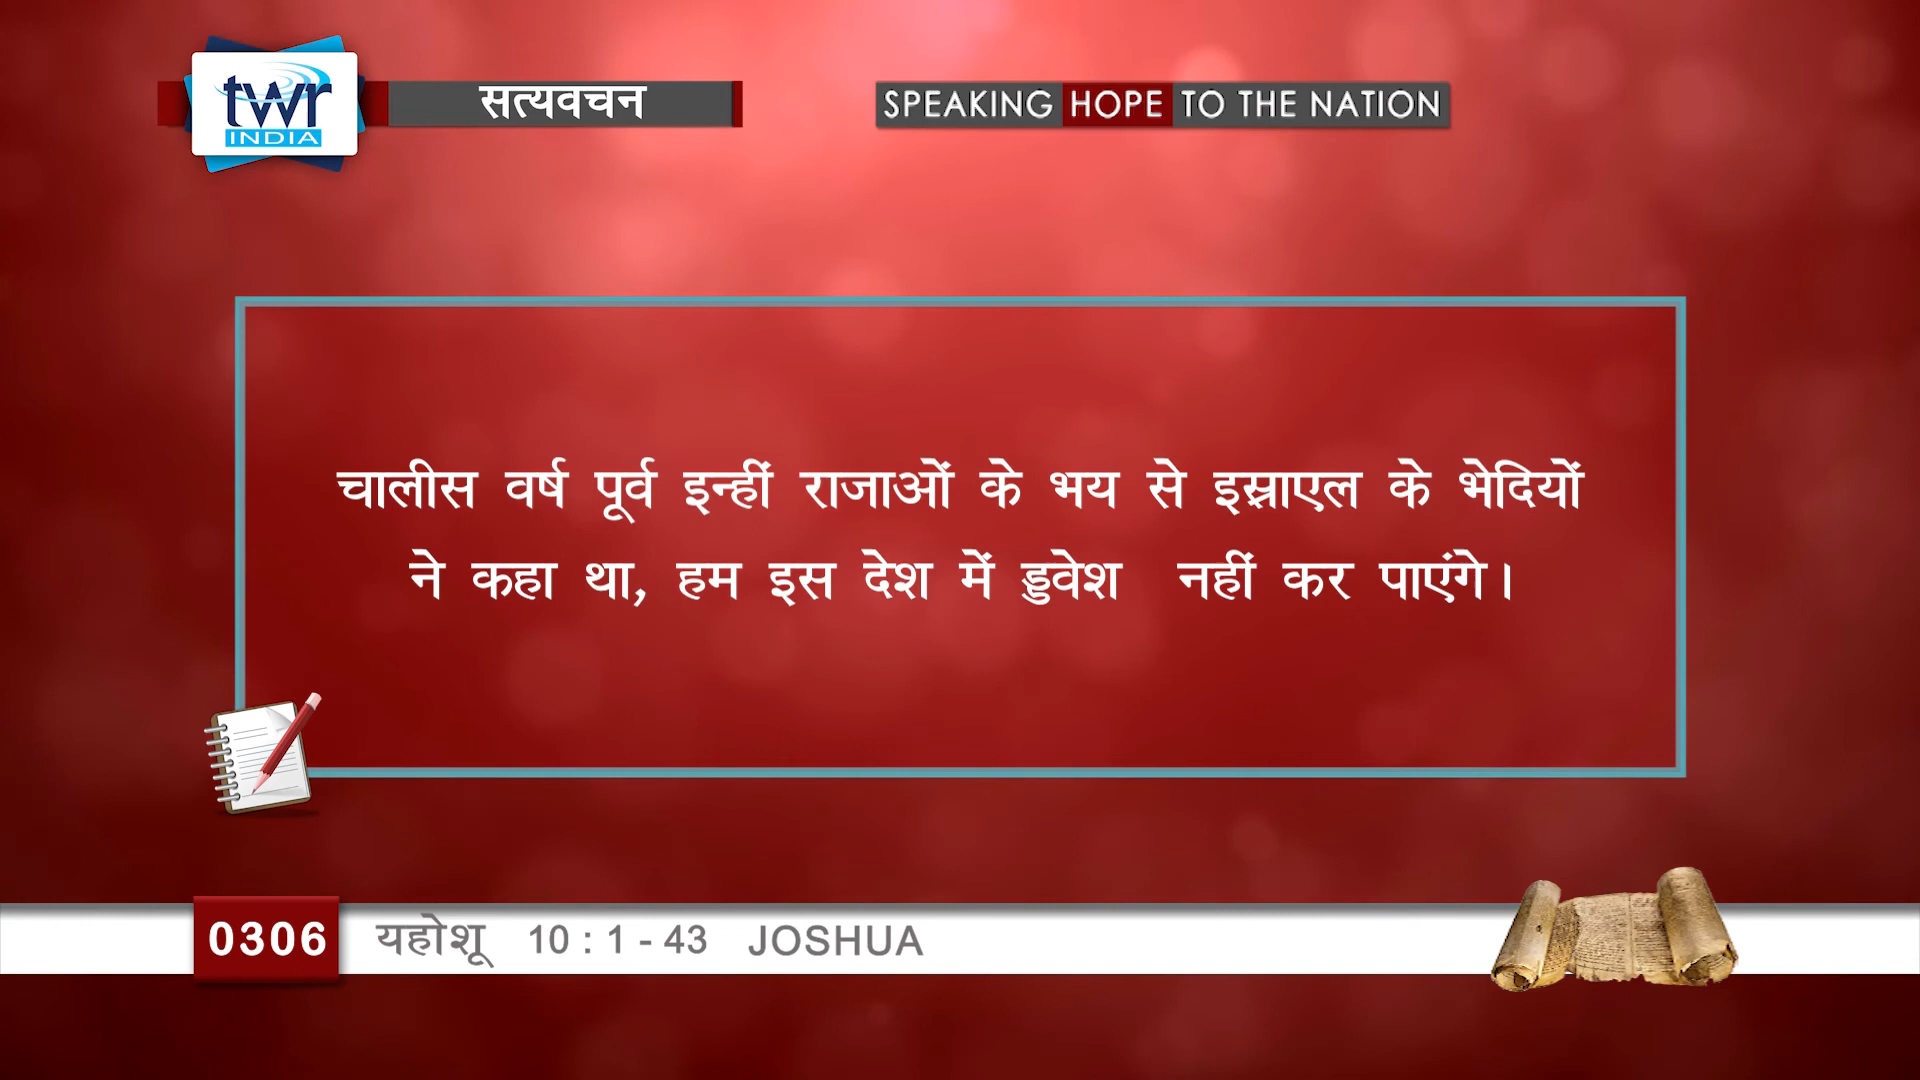 twr
INDIA
सत्यवचन
SPEAKING HOPE TO THE NATION
चालीस वर्ष पूर्व इन्हीं राजाओं के भय से इस्राएल के भेदियों
ने कहा था, हम इस देश में ड्डवेश नहीं कर पाएंगे।
0306 यहोशू 10 : 1 - 43 JOSHUA